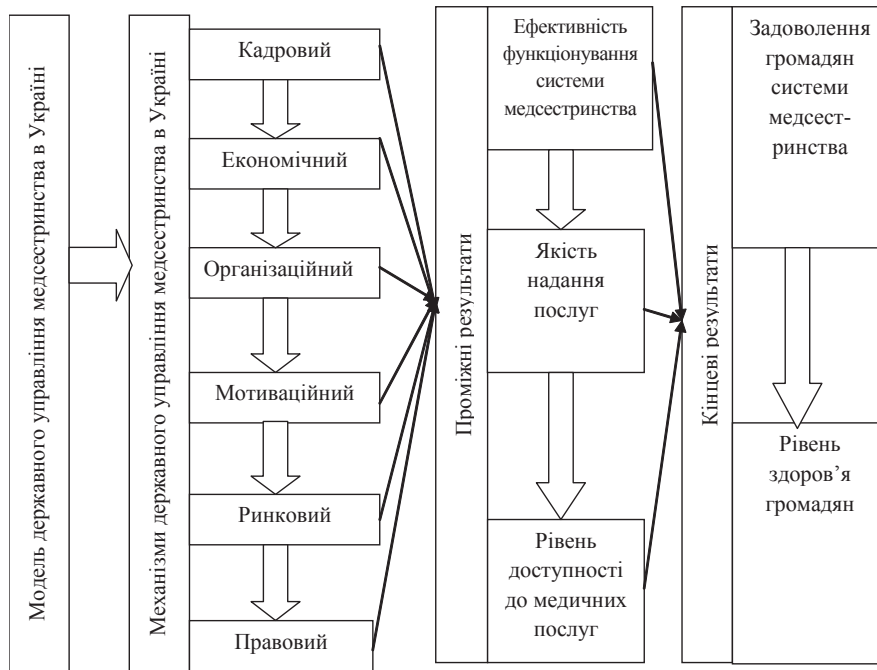 Модель державного управління медсестринства в Україні
Механізми державного управління медсестринства в Україні
Кадровий
Економічний
Організаційний
Мотиваційний
Ринковий
Правовий
Проміжні результати
Ефективність
функціонування
системи
медсестринства
Якість
надання
послуг
Рівень
доступності
до медичних
послуг
Кінцеві результати
Задоволення
громадян
системи
медсест-
ринства
Рівень
здоров’я
громадян